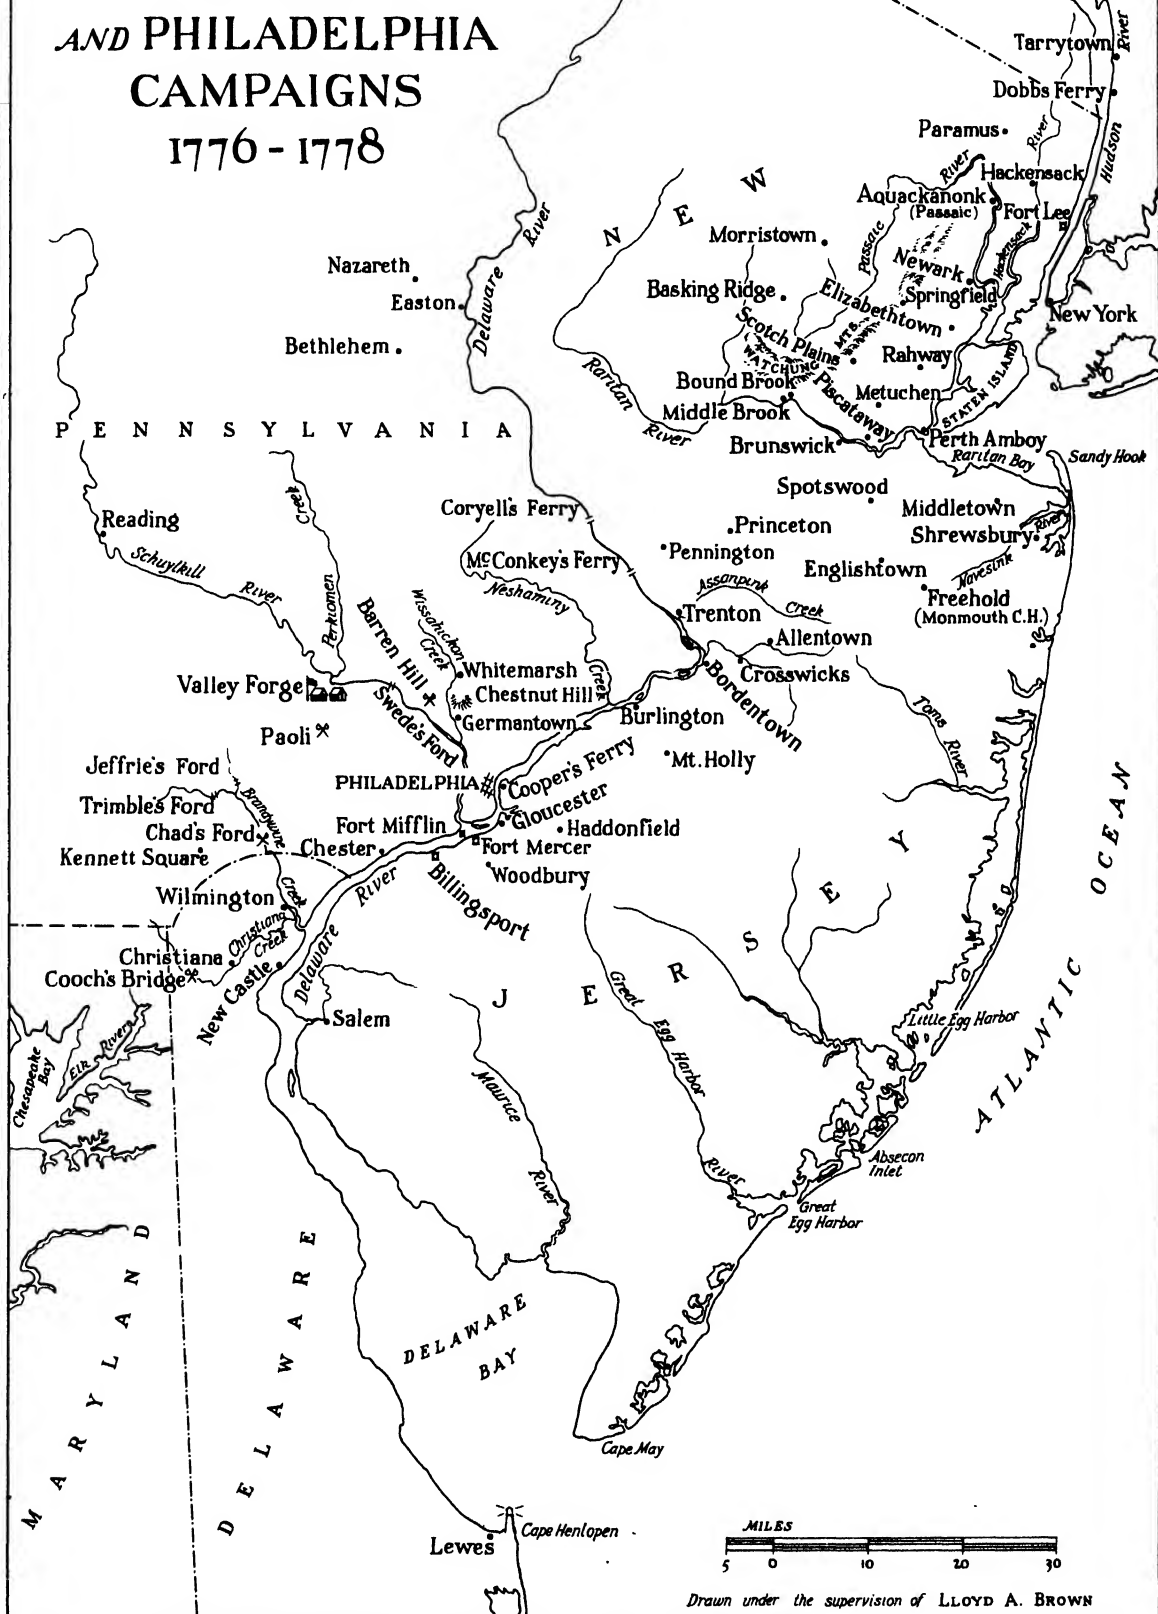 AND PHILADELPHIA
CAMPAIGNS
1776 - 1778
Tarrytown
River
Dobbs Ferry
Hudson
Paramus
River
River
Hackensack
Aquackanonk
(Passaic)
Fort Lee
N E W
Morristown
Passaic
Hackensack
Newark
River
Nazareth
Delaware
Easton
Basking Ridge
Elizabethtown
Springfield
New York
Bethlehem
Scotch Plains
WATCHUNG MTS.
Rahway
Raritan
River
Bound Brook
Piscataway
Metuchen
STATEN ISLAND
Middle Brook
PENNSYLVANIA
Brunswick
Perth Amboy
Raritan Bay
Sandy Hook
Creek
Perkiomen
Spotswood
Reading
Coryell's Ferry
Middletown
Princeton
Shrewsbury
River
Navesink
Pennington
Schuylkill
River
McConkey's Ferry
Englishtown
Neshaminy
Creek
Assanpink
Creek
Freehold
(Monmouth C.H.)
Wissahickon
Creek
Barren Hill
Trenton
Allentown
Whitemarsh
Crosswicks
Valley Forge
Chestnut Hill
Bordentown
Swede's Ford
Germantown
Burlington
Toms
River
Paoli
Jeffrie's Ford
Mt. Holly
PHILADELPHIA
Cooper's Ferry
Trimble's Ford
Brandywine
Creek
Gloucester
Chad's Ford
Fort Mifflin
Haddonfield
Kennett Square
Chester
Fort Mercer
Woodbury
Billingsport
Wilmington
River
Delaware
Christiana
Creek
Christiana
Cooch's Bridge
New Castle
J E R S E Y
ATLANTIC OCEAN
Salem
Great
Egg Harbor
River
Little Egg Harbor
Chesapeake
Bay
Elk
Rivers
Maurice
River
Absecon
Inlet
Great
Egg Harbor
MARYLAND
DELAWARE
DELAWARE
BAY
Cape May
Lewes
Cape Henlopen
MILES
5 0 10 20 30
Drawn under the supervision of LLOYD A. BROWN